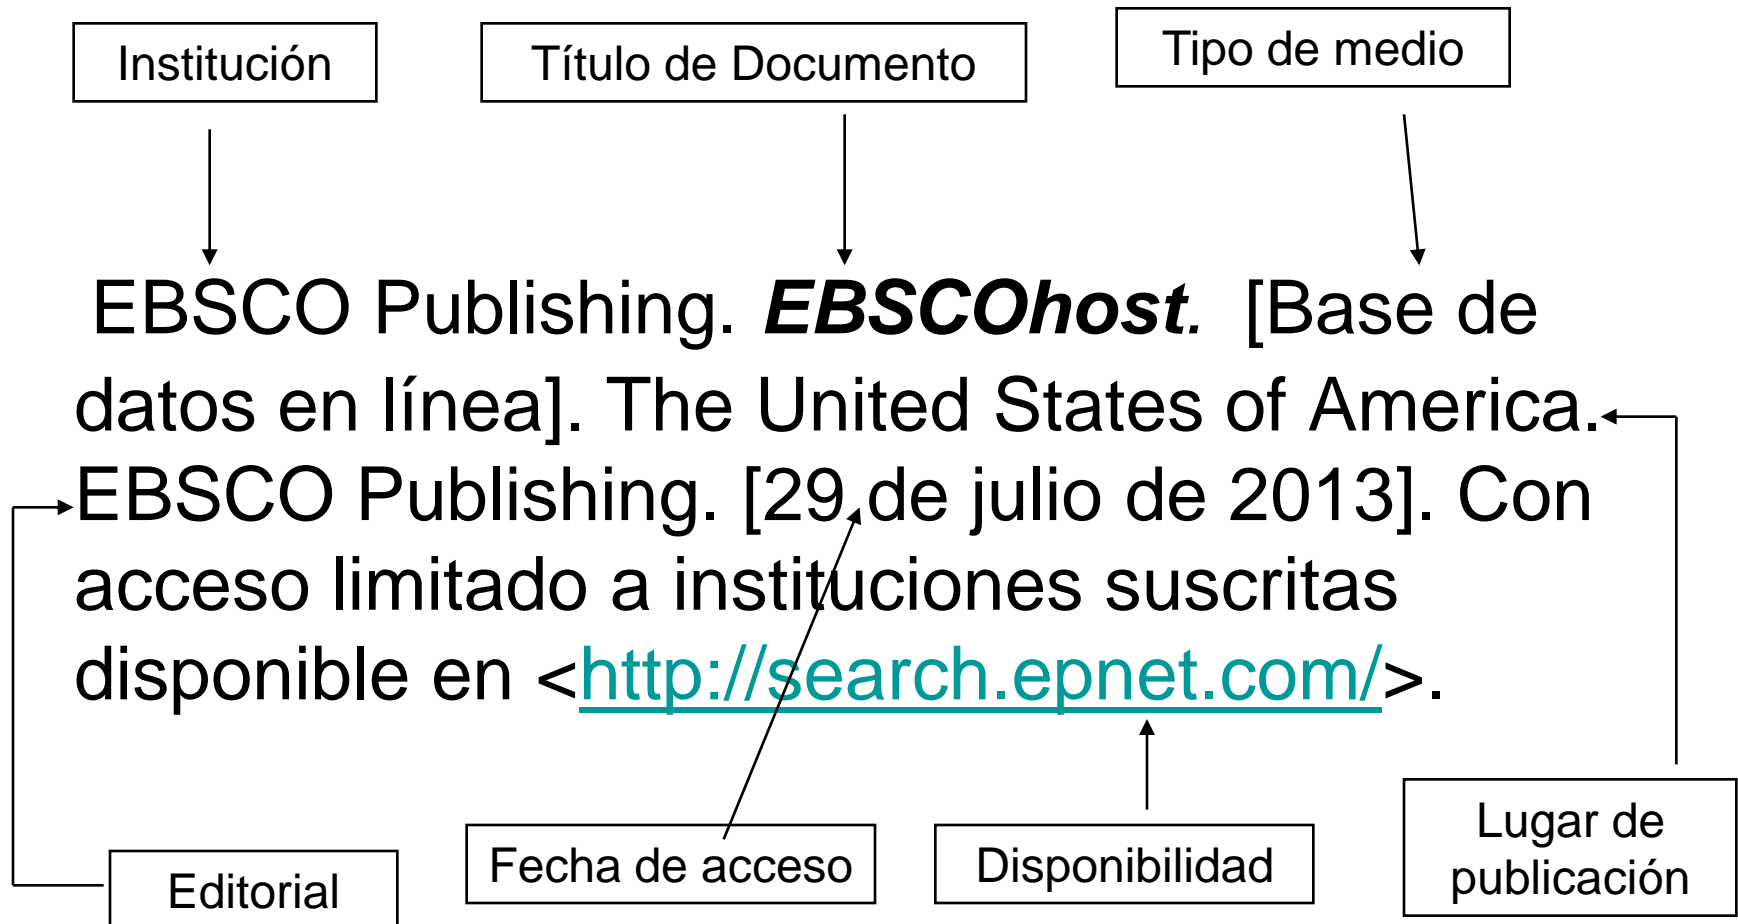 Institución
Título de Documento
Tipo de medio
EBSCO Publishing. EBSCOhost. [Base de
datos en línea]. The United States of America.
EBSCO Publishing. [29 de julio de 2013]. Con
acceso limitado a instituciones suscritas
disponible en <http://search.epnet.com/>.
Editorial
Fecha de acceso
Disponibilidad
Lugar de
publicación